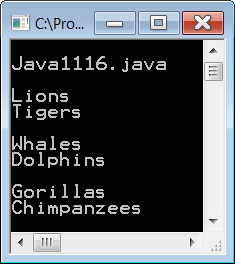 C:\Pro...
Java1116.java
Lions
Tigers
Whales
Dolphins
Gorillas
Chimpanzees